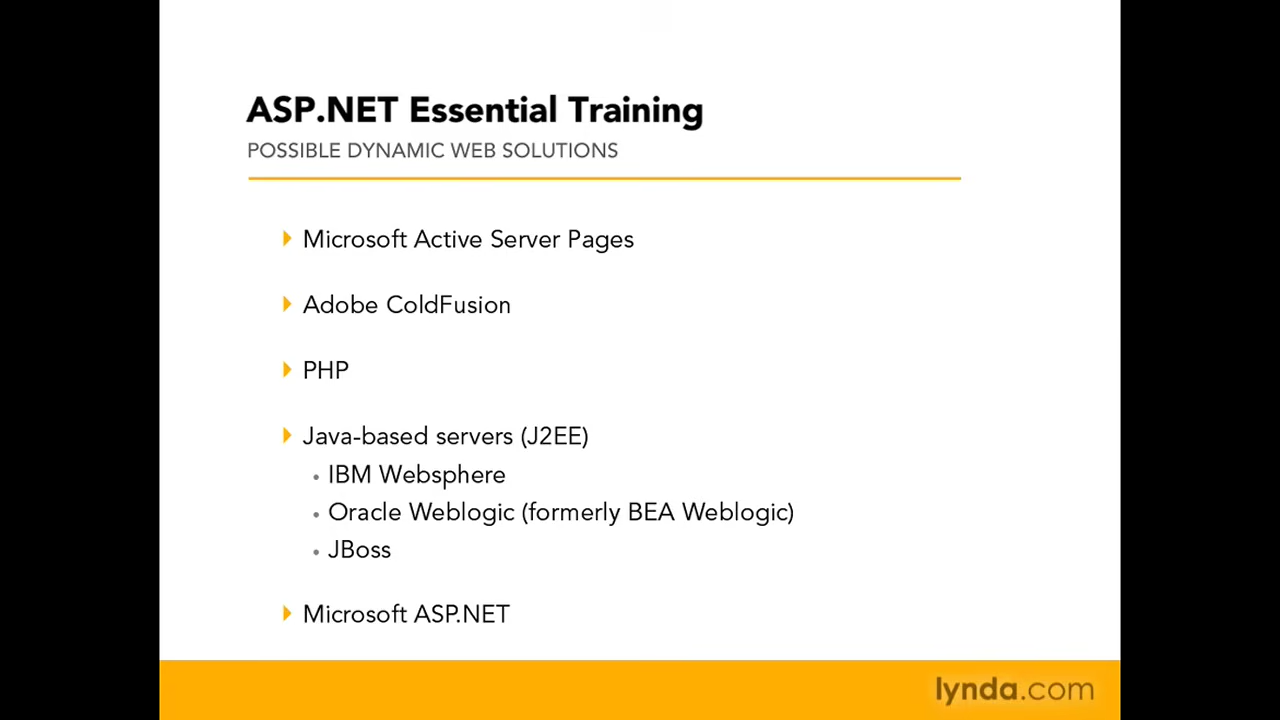 ASP.NET Essential Training
POSSIBLE DYNAMIC WEB SOLUTIONS
Microsoft Active Server Pages
Adobe ColdFusion
PHP
Java-based servers (J2EE)
IBM Websphere
Oracle Weblogic (formerly BEA Weblogic)
JBoss
Microsoft ASP.NET
lynda.com